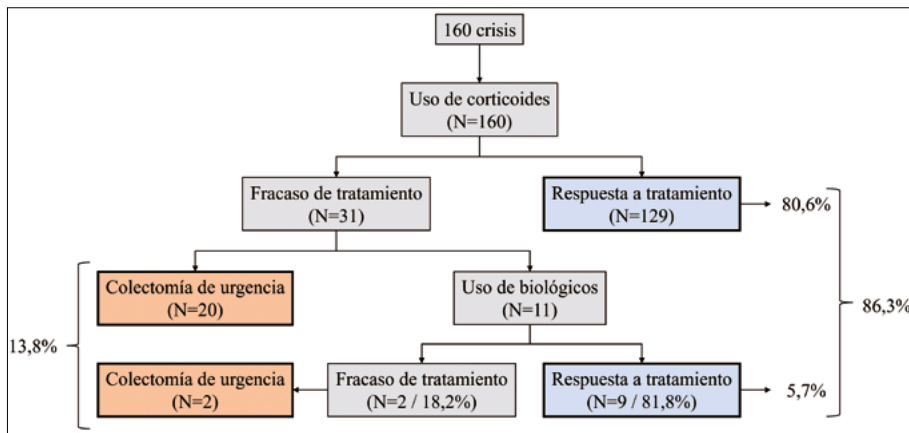 160 crisis
Uso de corticoides
(N=160)
Fracaso de tratamiento
(N=31)
Respuesta a tratamiento
(N=129)
80,6%
Colectomía de urgencia
(N=20)
Uso de biológicos
(N=11)
86,3%
13,8%
Colectomía de urgencia
(N=2)
Fracaso de tratamiento
(N=2 / 18,2%)
Respuesta a tratamiento
(N=9 / 81,8%)
5,7%